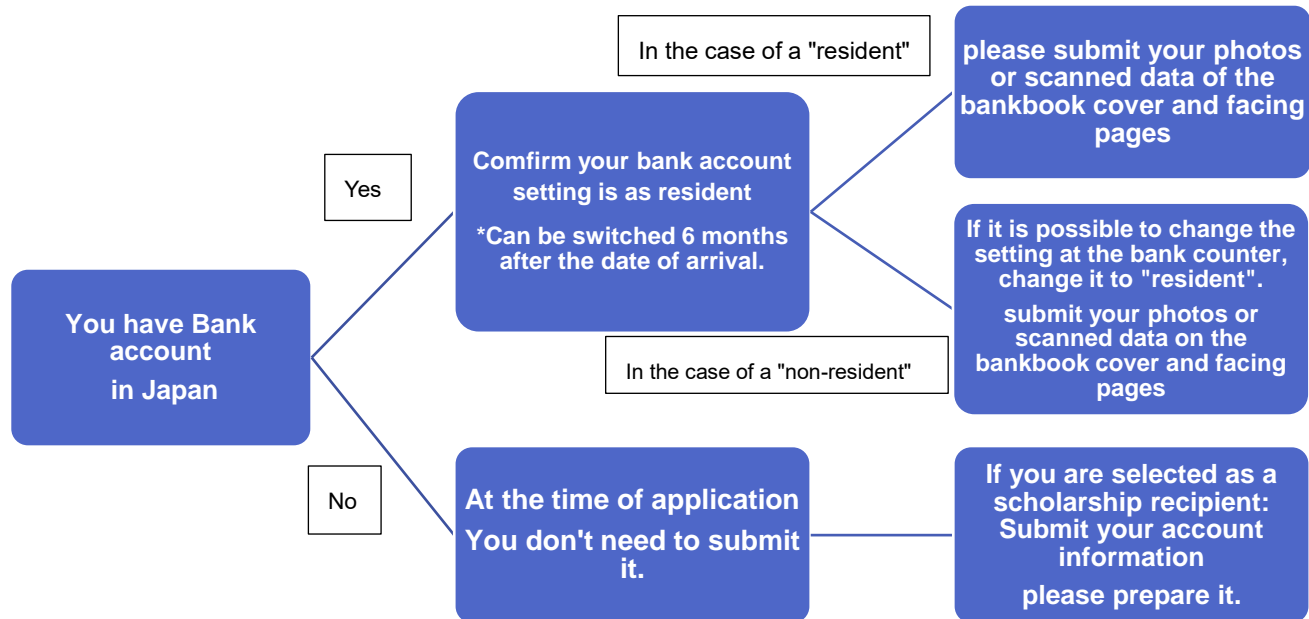 You have Bank
account
in Japan
Yes
Comfirm your bank account
setting is as resident
*Can be switched 6 months
after the date of arrival.
In the case of a "resident"
please submit your photos
or scanned data of the
bankbook cover and facing
pages
In the case of a "non-resident"
If it is possible to change the
setting at the bank counter,
change it to "resident".
submit your photos or
scanned data on the
bankbook cover and facing
pages
No
At the time of application
You don't need to submit
it.
If you are selected as a
scholarship recipient:
Submit your account
information
please prepare it.